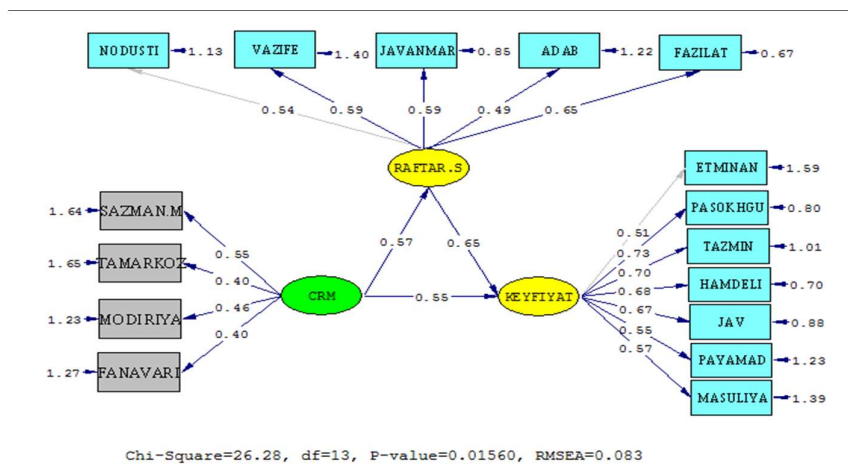 NODUSTI 1.13 VAZIFE 1.40 JAVANMAR 0.85 ADAB 1.22 FAZILAT 0.67
0.54 0.59 0.59 0.49 0.65
RAFTAR.S
ETMINAN 1.59
1.64 SAZMAN.M
PASOKHGU 0.80
0.51
0.55
0.57 0.65
0.73
TAZMIN 1.01
1.65 TAMARKOZ
0.40
0.70
HAMDELI 0.70
0.68
CRM
0.55
KEYFIYAT
0.46
0.67
1.23 MODIRIYA
JAV 0.88
0.40
0.55
0.57
PAYAMAD 1.23
1.27 FANAVARI
MASULIYA 1.39
Chi-Square=26.28, df=13, P-value=0.01560, RMSEA=0.083